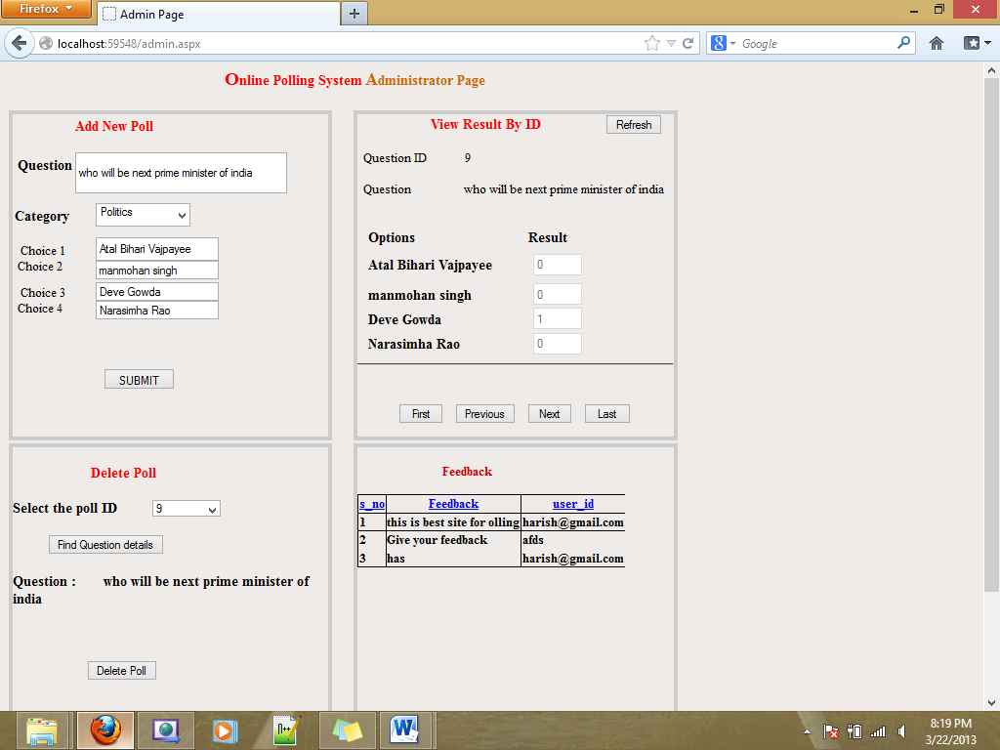 Firefox
Admin Page
localhost:59548/admin.aspx
Google
Online Polling System Administrator Page
Add New Poll
Question who will be next prime minister of india
Category Politics
Choice 1 Atal Bihari Vajpayee
Choice 2 manmohan singh
Choice 3 Deve Gowda
Choice 4 Narasimha Rao
SUBMIT
View Result By ID Refresh
Question ID 9
Question who will be next prime minister of india
Options Result
Atal Bihari Vajpayee 0
manmohan singh 0
Deve Gowda 1
Narasimha Rao 0
First Previous Next Last
Delete Poll
Select the poll ID 9
Find Question details
Question : who will be next prime minister of
india
Delete Poll
Feedback
s_no Feedback user_id
1 this is best site for olling harish@gmail.com
2 Give your feedback afds
3 has harish@gmail.com
8:19 PM
3/22/2013